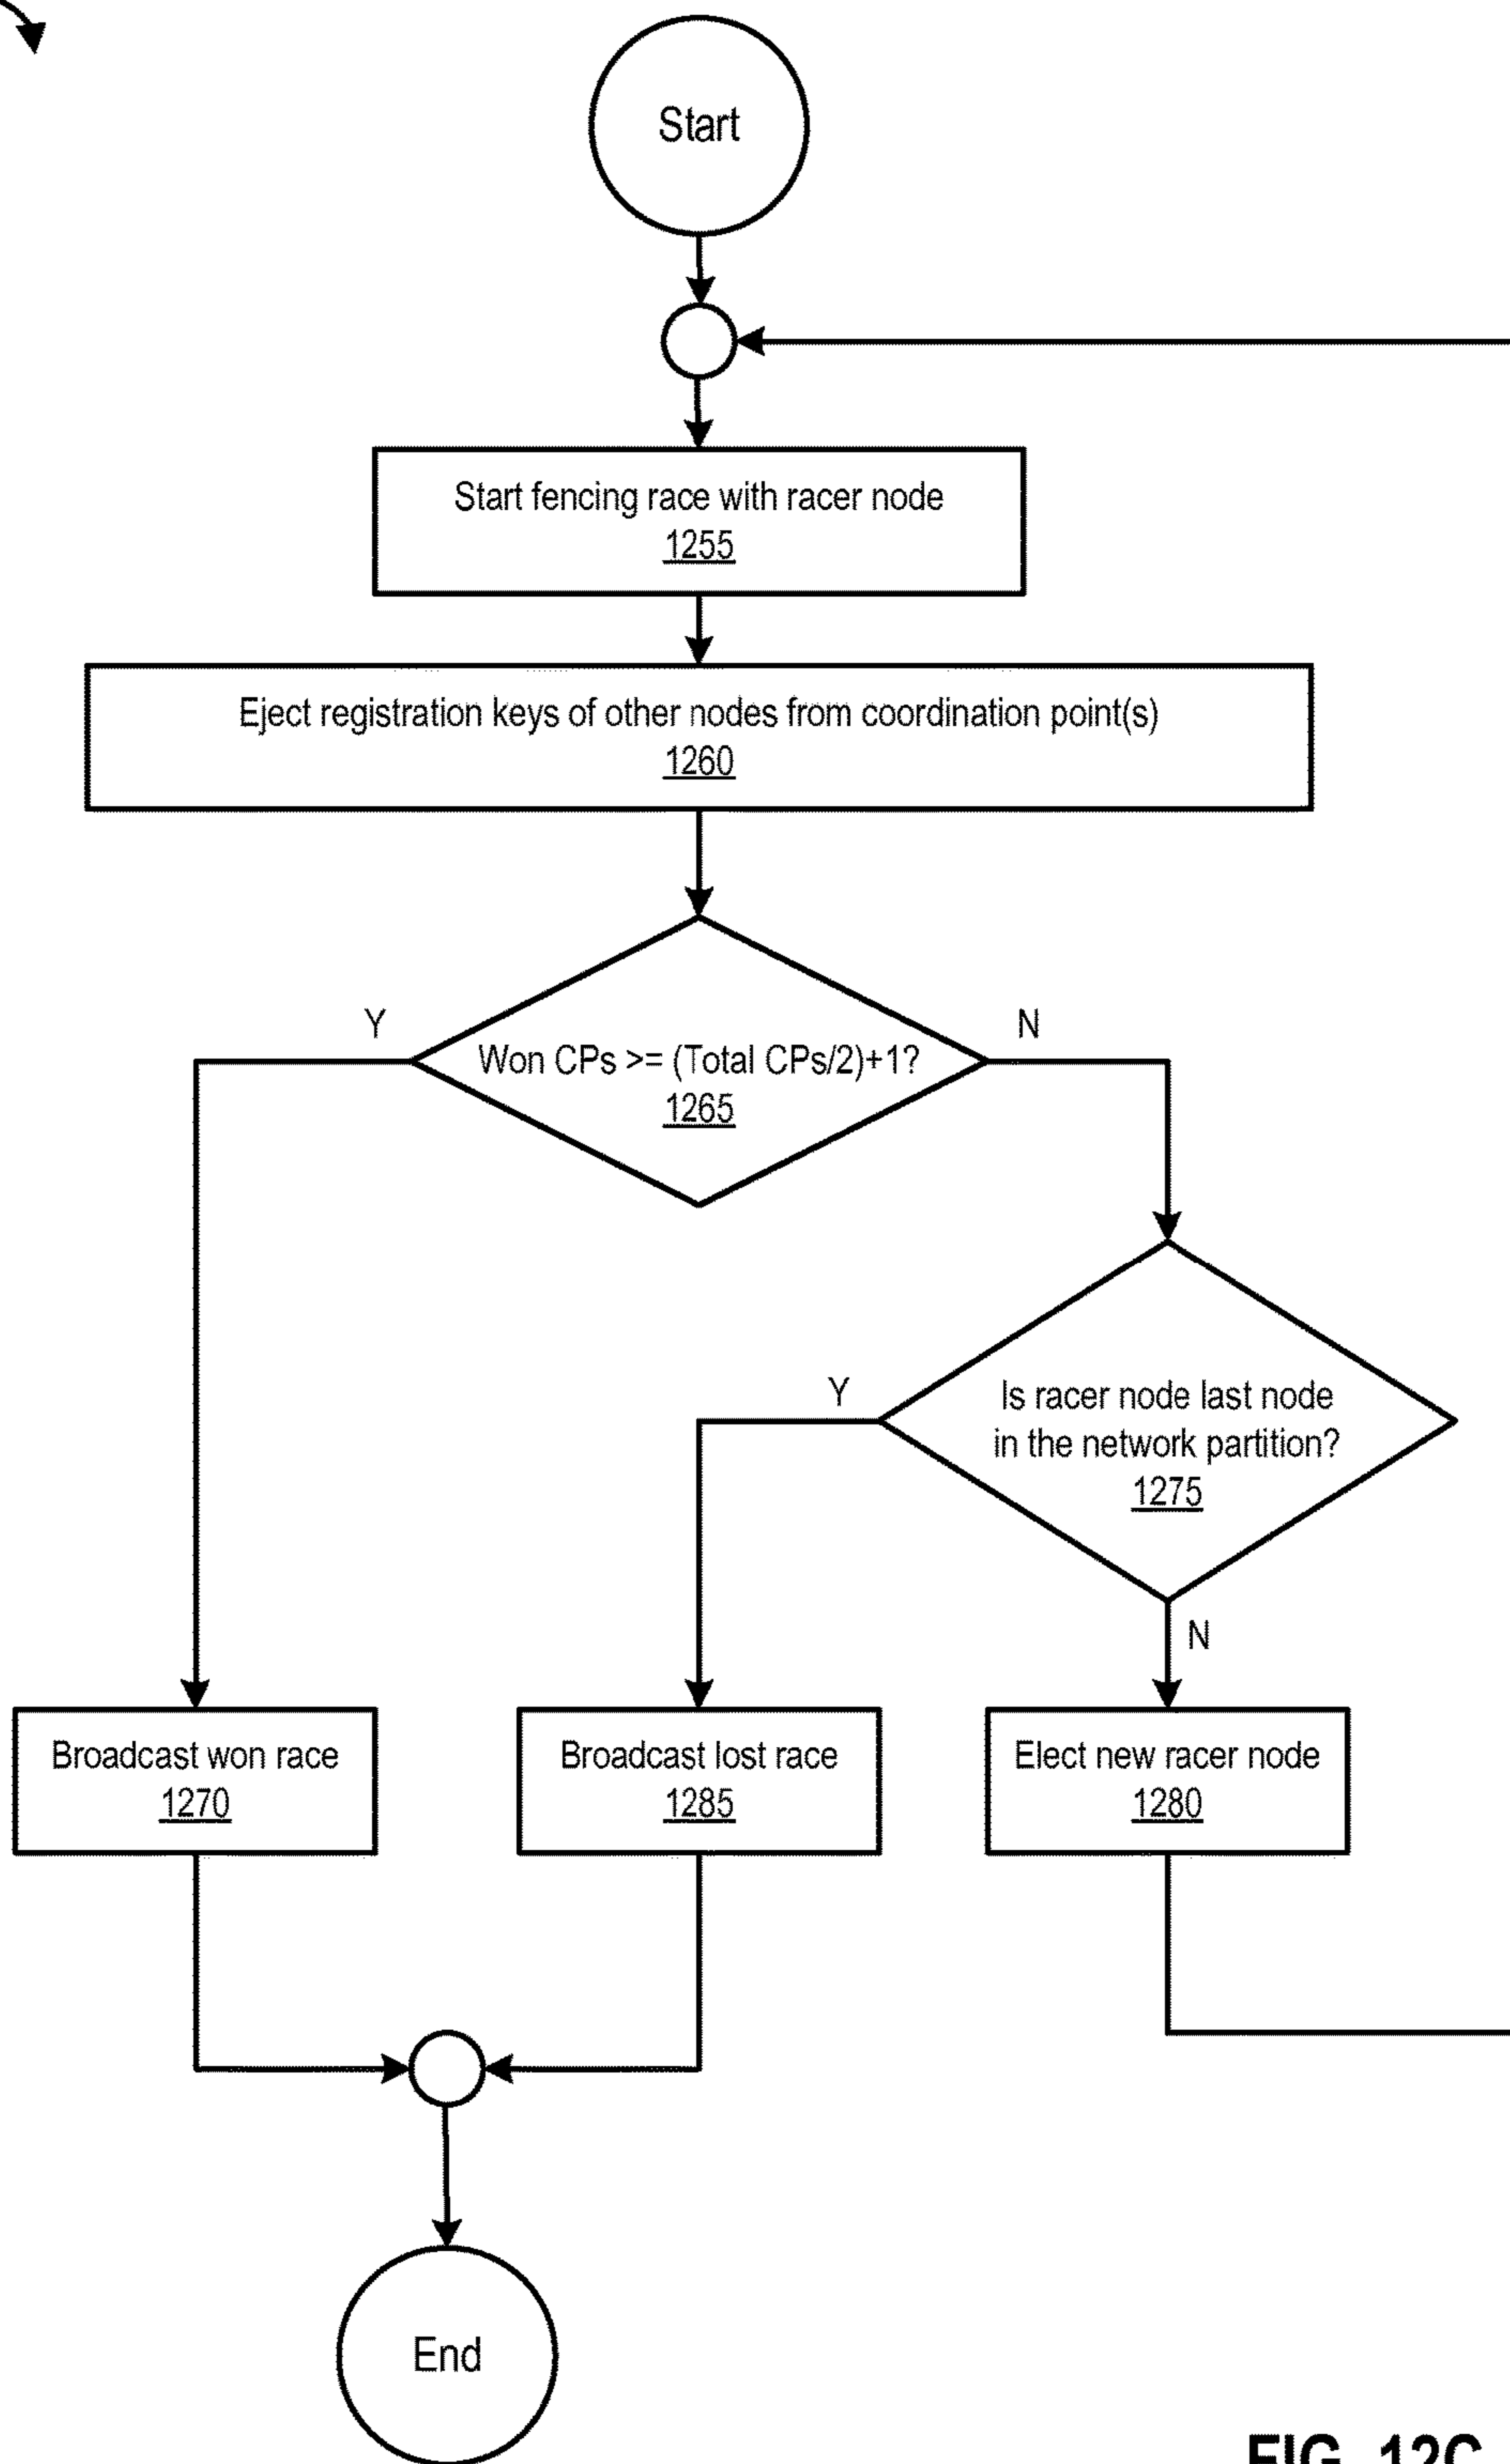 Start
Start fencing race with racer node
1255
Eject registration keys of other nodes from coordination point(s)
1260
Y
N
Won CPs >= (Total CPs/2)+1?
1265
Y
Is racer node last node
in the network partition?
1275
N
Broadcast won race
1270
Broadcast lost race
1285
Elect new racer node
1280
End
FIG. 12C